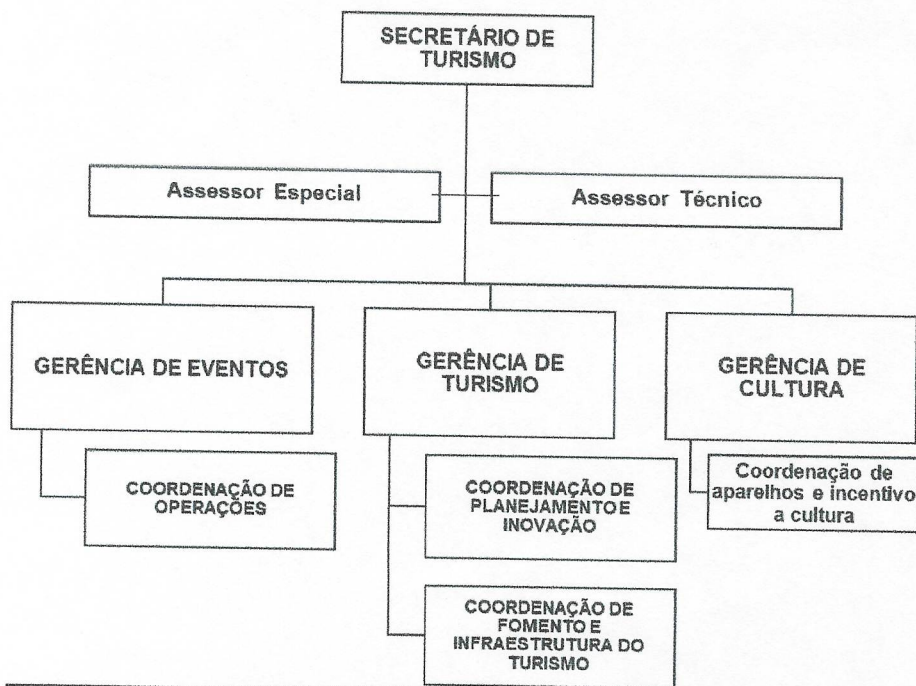 SECRETÁRIO DE
TURISMO
Assessor Especial
Assessor Técnico
GERÊNCIA DE EVENTOS
GERÊNCIA DE
TURISMO
GERÊNCIA DE
CULTURA
COORDENAÇÃO DE
OPERAÇÕES
COORDENAÇÃO DE
PLANEJAMENTO E
INOVAÇÃO
Coordenação de
aparelhos e incentivo
a cultura
COORDENAÇÃO DE
FOMENTO E
INFRAESTRUTURA DO
TURISMO